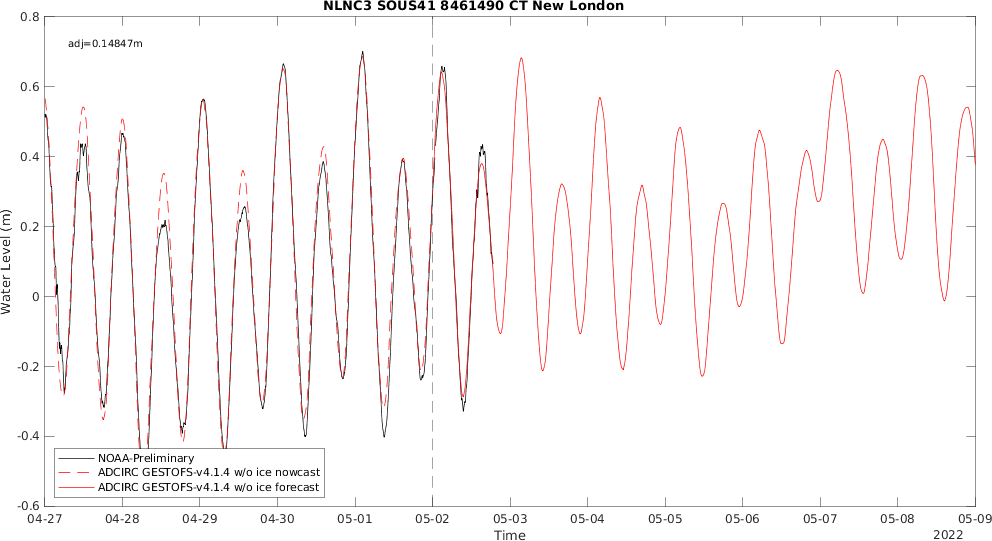 NLNC3 SOUS41 8461490 CT New London
adj=0.14847m
Water Level (m)
0.8
0.6
0.4
0.2
0
-0.2
-0.4
-0.6
NOAA-Preliminary
ADCIRC GESTOFS-v4.1.4 w/o ice nowcast
ADCIRC GESTOFS-v4.1.4 w/o ice forecast
04-27 04-28 04-29 04-30 05-01 05-02 05-03 05-04 05-05 05-06 05-07 05-08 05-09
Time
2022